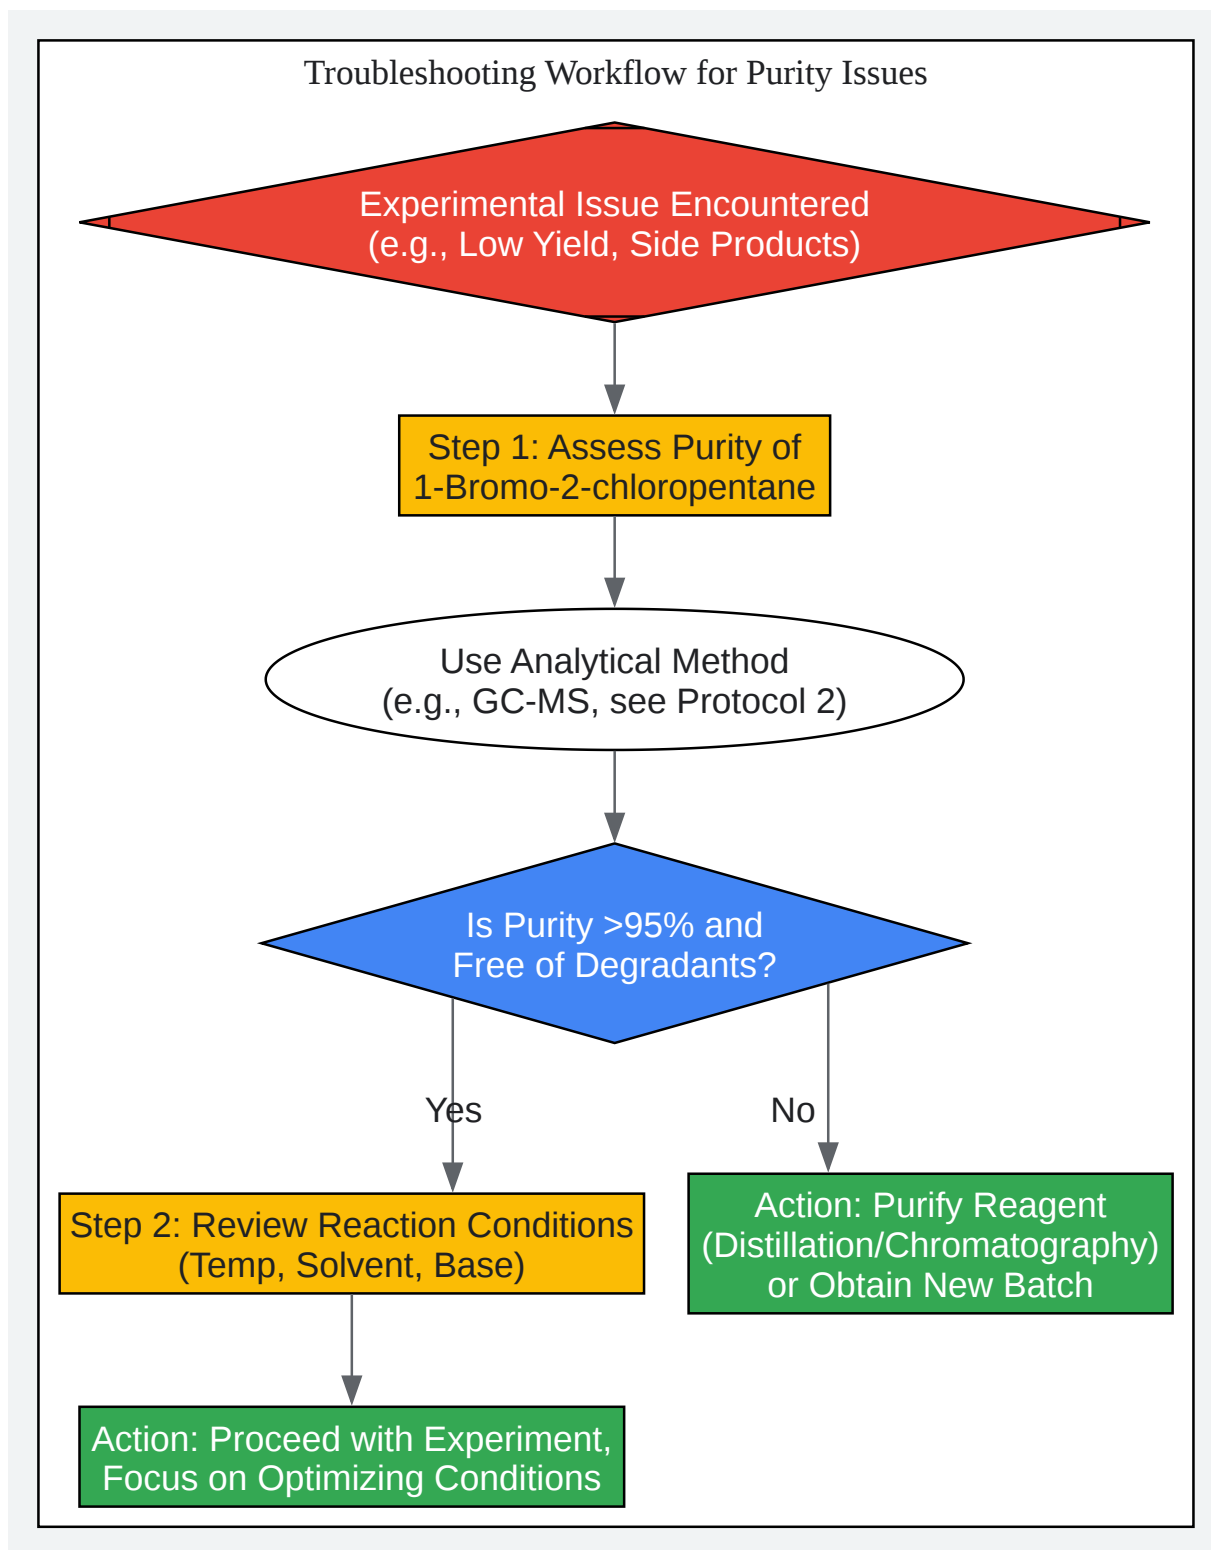 Troubleshooting Workflow for Purity Issues
Experimental Issue Encountered
(e.g., Low Yield, Side Products)
Step 1: Assess Purity of
1-Bromo-2-chloropentane
Use Analytical Method
(e.g., GC-MS, see Protocol 2)
Is Purity >95% and
Free of Degradants?
Yes
No
Step 2: Review Reaction Conditions
(Temp, Solvent, Base)
Action: Purify Reagent
(Distillation/Chromatography)
or Obtain New Batch
Action: Proceed with Experiment,
Focus on Optimizing Conditions